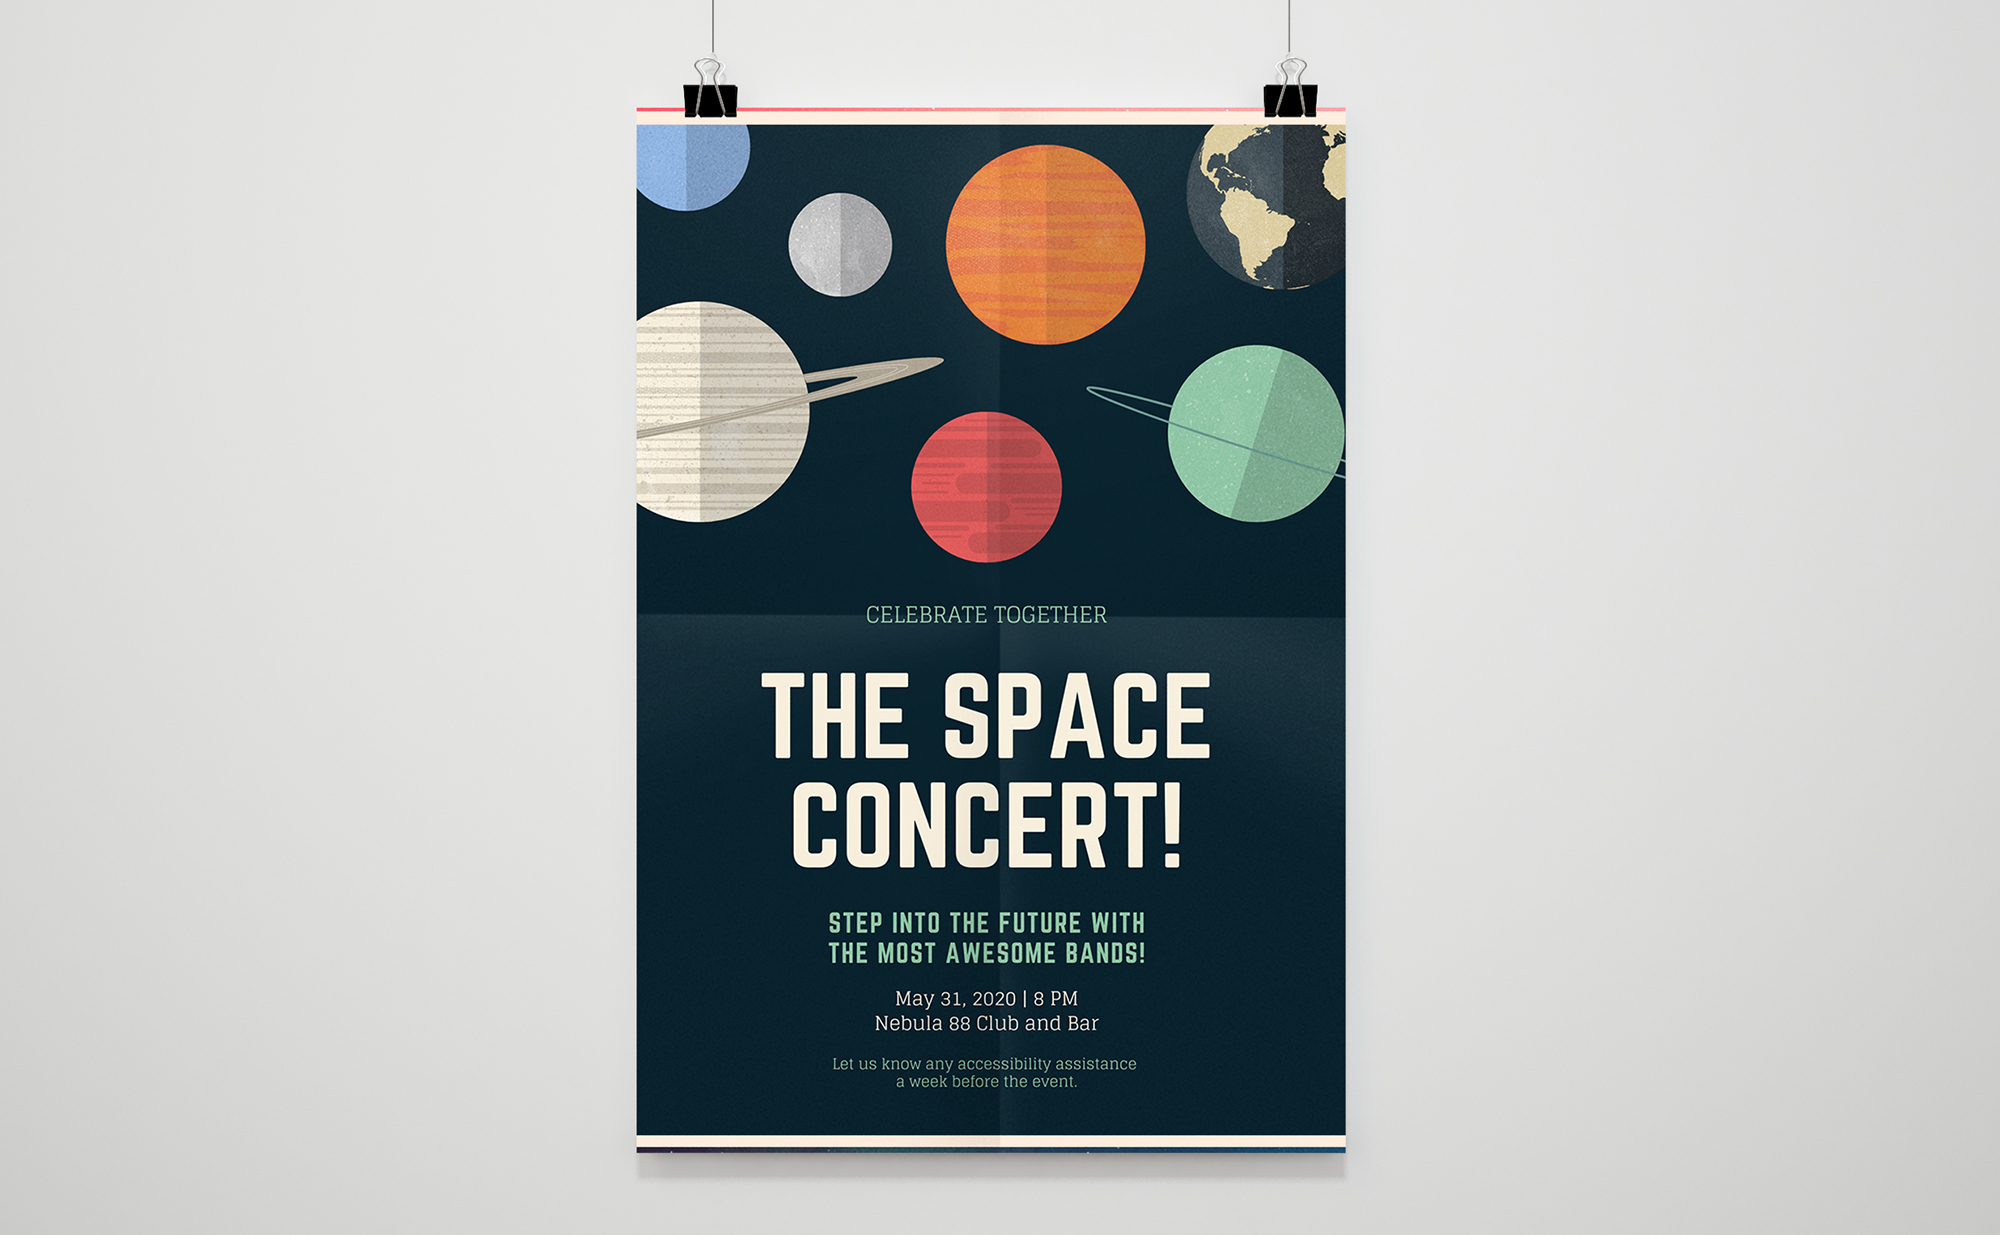 CELEBRATE TOGETHER
THE SPACE
CONCERT!
STEP INTO THE FUTURE WITH
THE MOST AWESOME BANDS!
May 31, 2020 | 8 PM
Nebula 88 Club and Bar
Let us know any accessibility assistance
a week before the event.